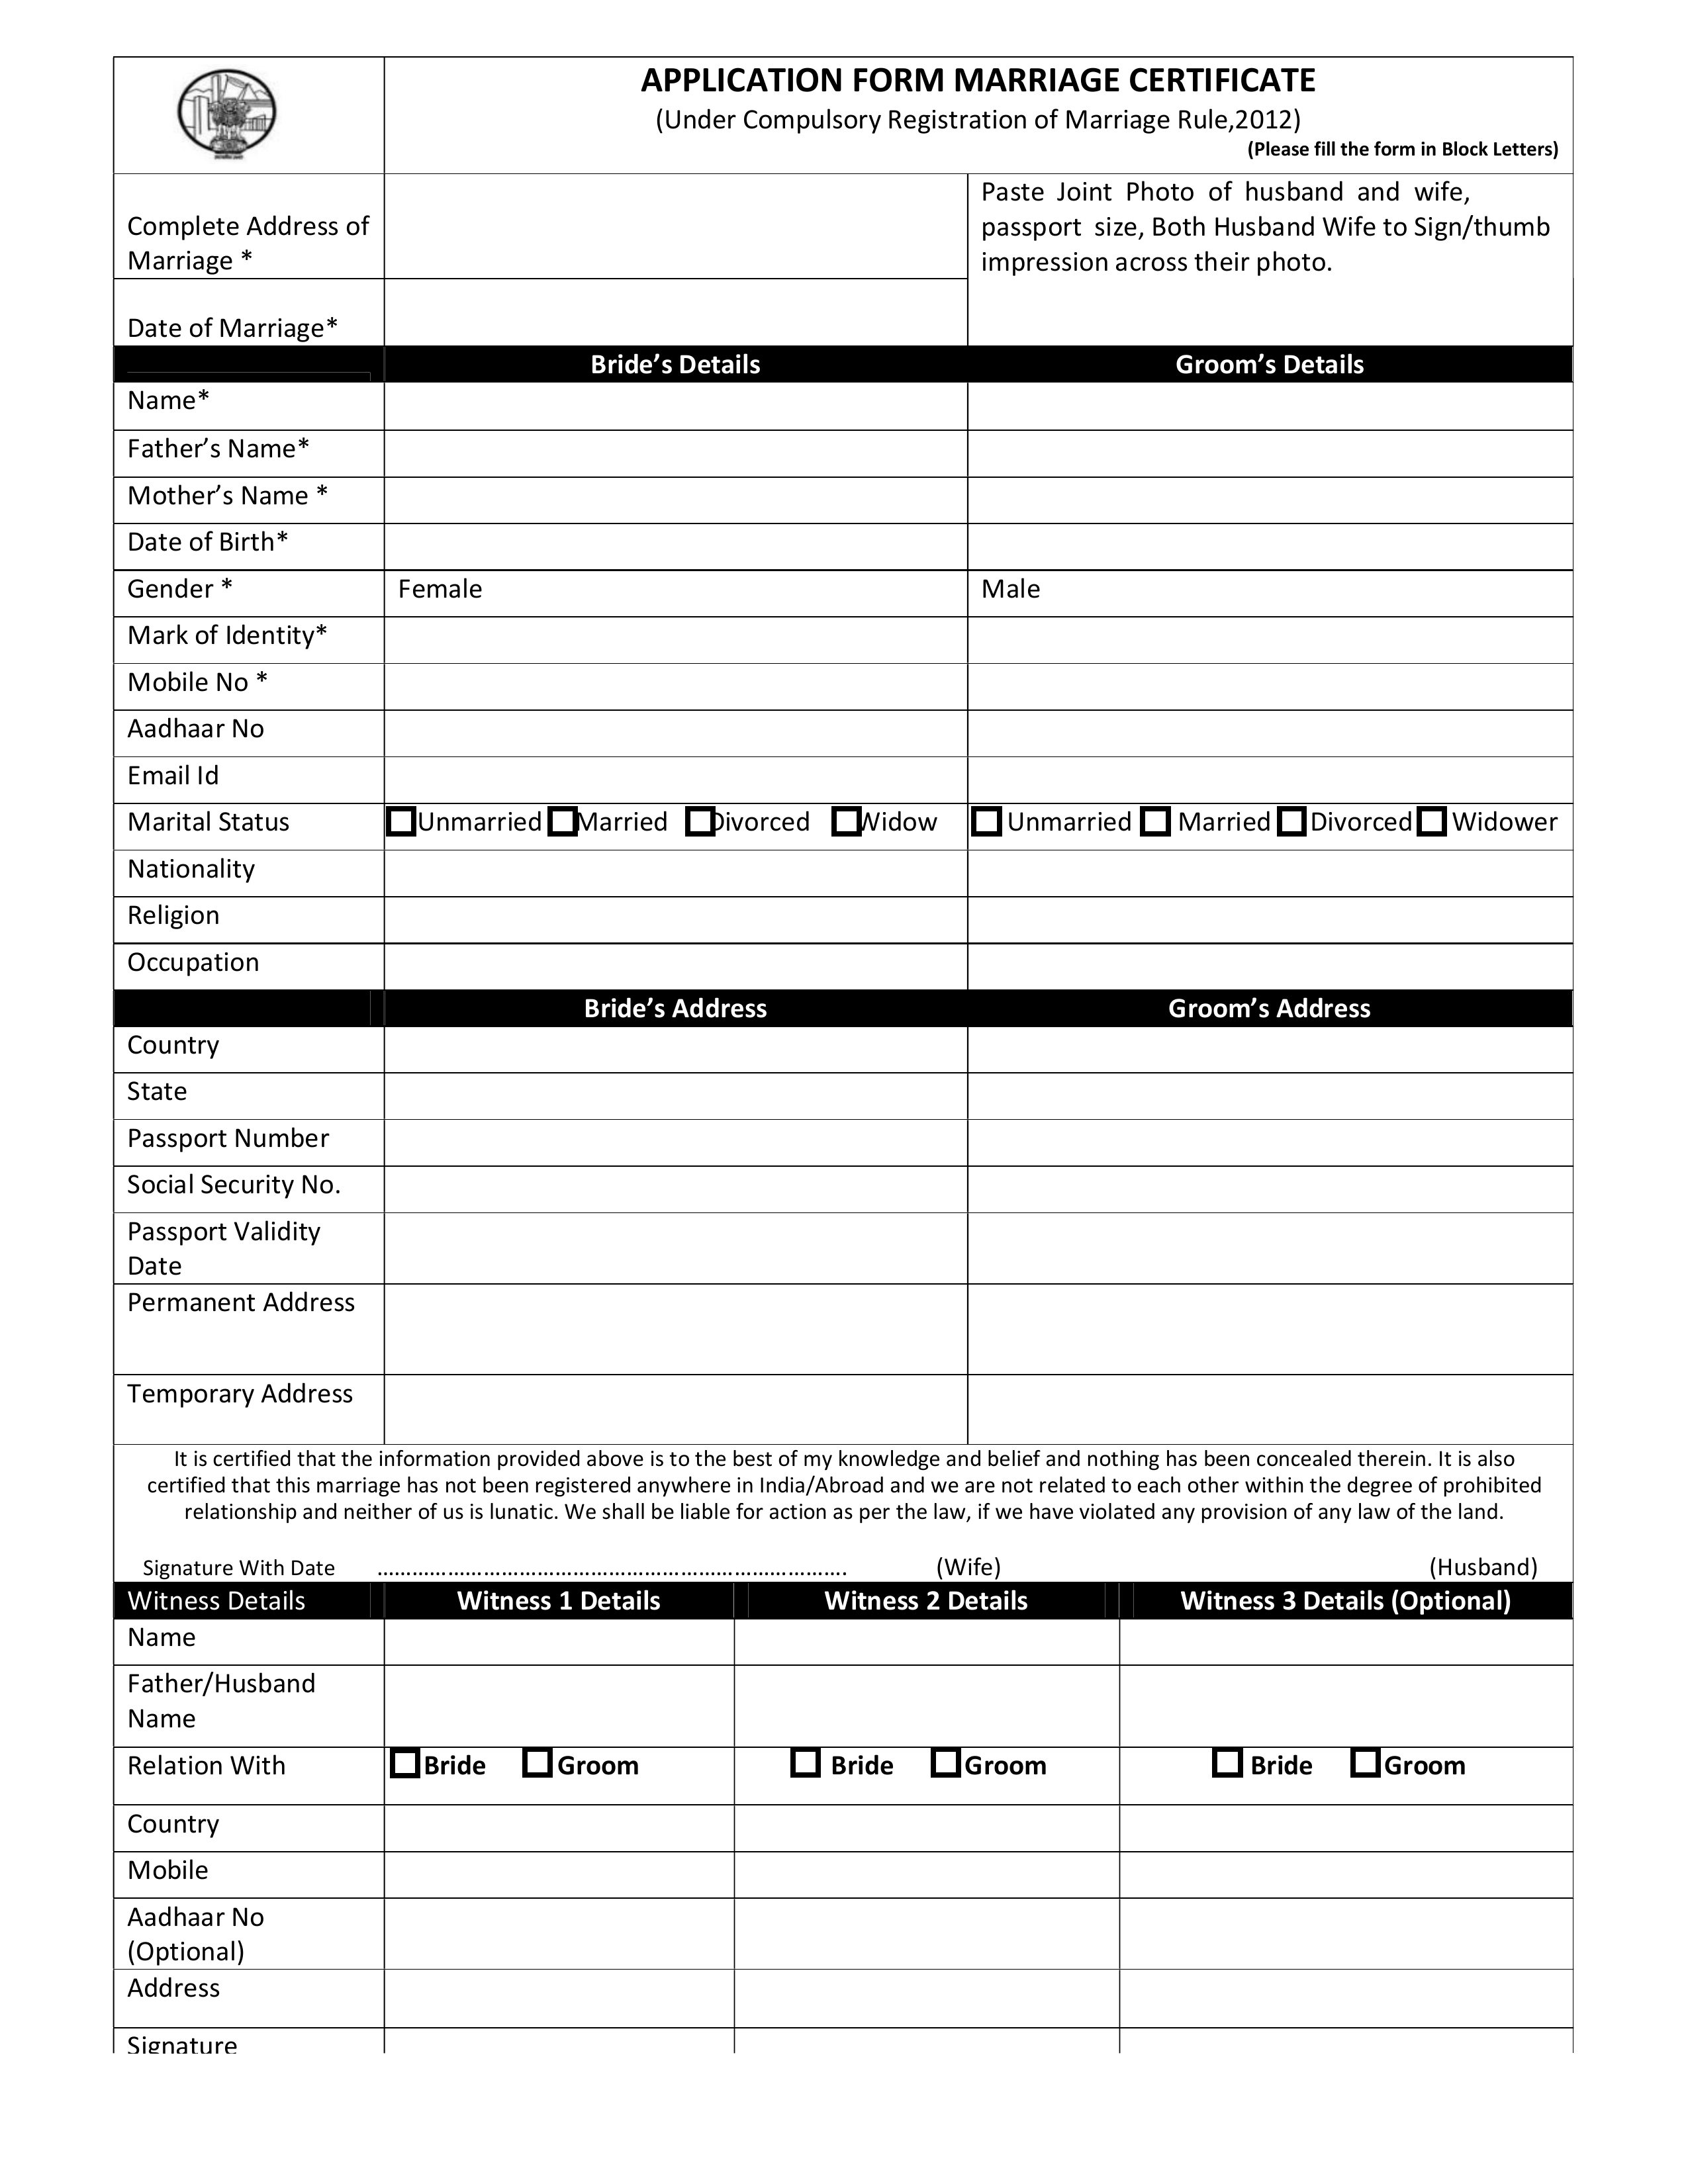 APPLICATION FORM MARRIAGE CERTIFICATE
(Under Compulsory Registration of Marriage Rule,2012)
(Please fill the form in Block Letters)
Complete Address of
Marriage *
Paste Joint Photo of husband and wife,
passport size, Both Husband Wife to Sign/thumb
impression across their photo.
Date of Marriage*
Bride’s Details Groom’s Details
Name*
Father’s Name*
Mother’s Name *
Date of Birth*
Gender * Female Male
Mark of Identity*
Mobile No *
Aadhaar No
Email Id
Marital Status Unmarried Married Divorced Widow Unmarried Married Divorced Widower
Nationality
Religion
Occupation
Bride’s Address Groom’s Address
Country
State
Passport Number
Social Security No.
Passport Validity
Date
Permanent Address
Temporary Address
It is certified that the information provided above is to the best of my knowledge and belief and nothing has been concealed therein. It is also
certified that this marriage has not been registered anywhere in India/Abroad and we are not related to each other within the degree of prohibited
relationship and neither of us is lunatic. We shall be liable for action as per the law, if we have violated any provision of any law of the land.
Signature With Date ……………………………………………………………………. (Wife) (Husband)
Witness Details Witness 1 Details Witness 2 Details Witness 3 Details (Optional)
Name
Father/Husband
Name
Relation With Bride Groom Bride Groom Bride Groom
Country
Mobile
Aadhaar No
(Optional)
Address
Signature